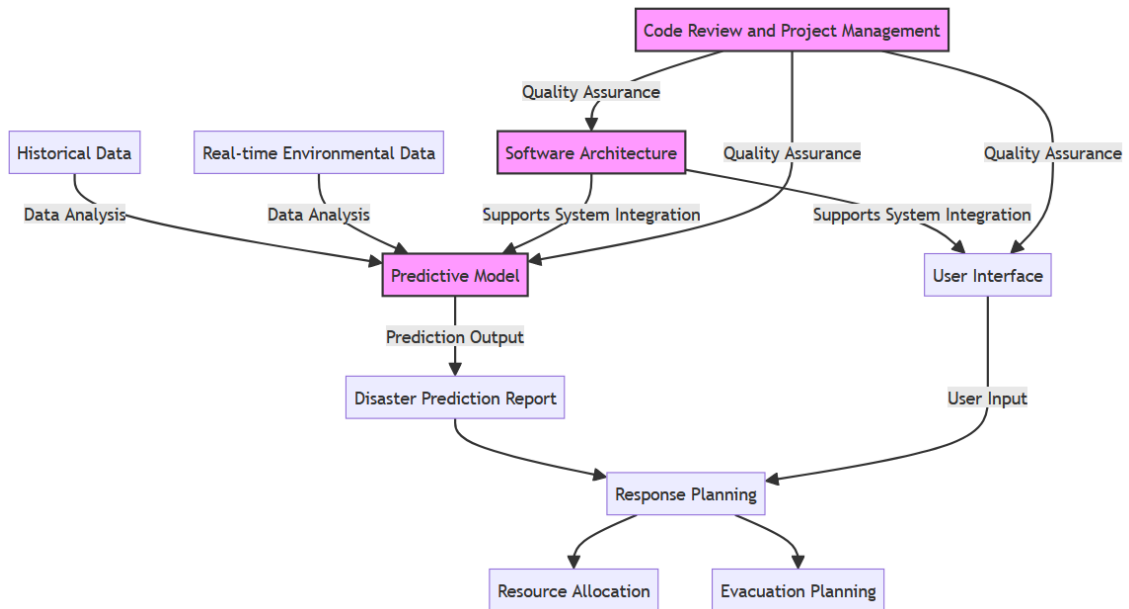 Code Review and Project Management
Quality Assurance
Historical Data
Real-time Environmental Data
Software Architecture
Quality Assurance
Quality Assurance
Data Analysis
Data Analysis
Supports System Integration
Supports System Integration
Predictive Model
User Interface
Prediction Output
Disaster Prediction Report
User Input
Response Planning
Resource Allocation
Evacuation Planning